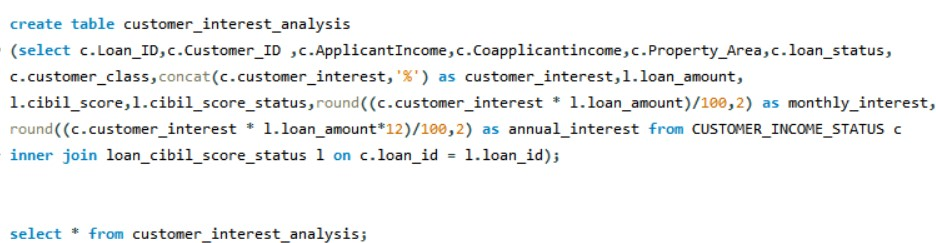 create table customer_interest_analysis
(select c.Loan_ID,c.Customer_ID ,c.ApplicantIncome,c.Coapplicantincome,c.Property_Area,c.loan_status,
c.customer_class,concat(c.customer_interest,'%') as customer_interest,l.loan_amount,
l.cibil_score,l.cibil_score_status,round((c.customer_interest * l.loan_amount)/100,2) as monthly_interest,
round((c.customer_interest * l.loan_amount*12)/100,2) as annual_interest from CUSTOMER_INCOME_STATUS c
inner join loan_cibil_score_status l on c.loan_id = l.loan_id);
select * from customer_interest_analysis;